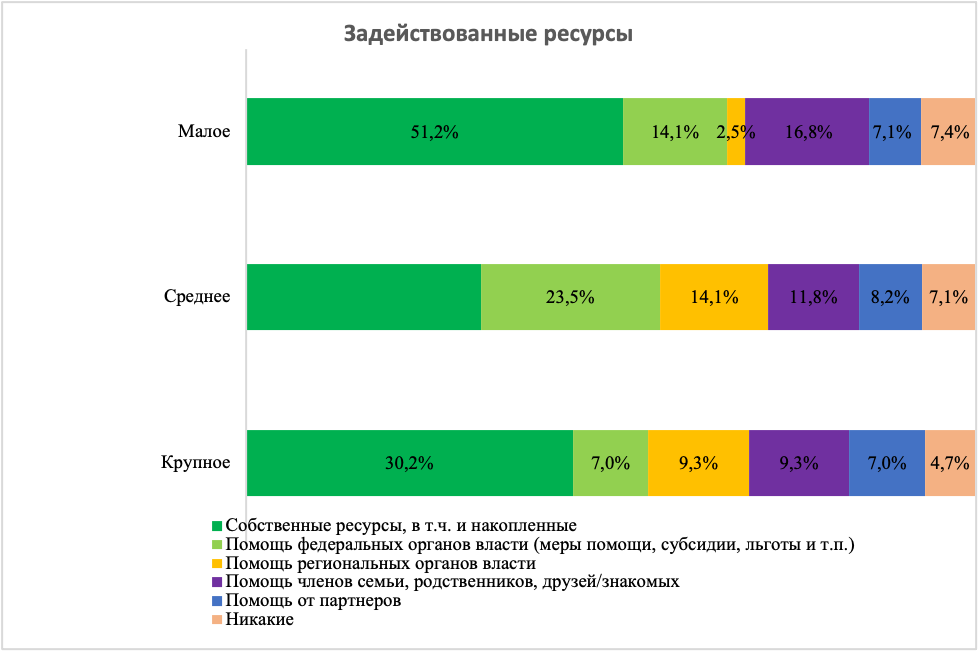 Задействованные ресурсы
Малое
51,2% 14,1% 2,5% 16,8% 7,1% 7,4%
Среднее
23,5% 14,1% 11,8% 8,2% 7,1%
Крупное
30,2% 7,0% 9,3% 9,3% 7,0% 4,7%
Собственные ресурсы, в т.ч. и накопленные
Помощь федеральных органов власти (меры помощи, субсидии, льготы и т.п.)
Помощь региональных органов власти
Помощь членов семьи, родственников, друзей/знакомых
Помощь от партнеров
Никакие